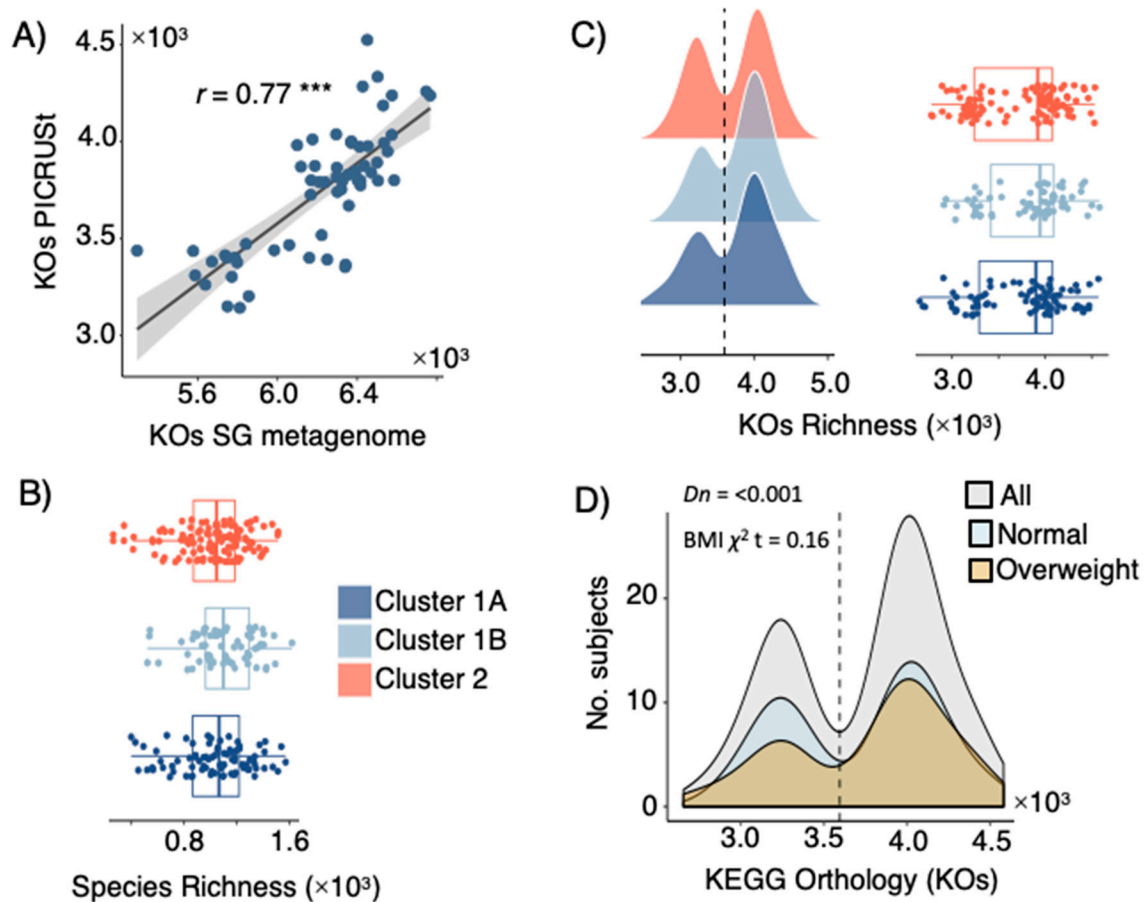 A)
×10³
4.5
4.0
3.5
3.0
r = 0.77 ***
KOs PICRUSt
×10³
5.6 6.0 6.4
KOs SG metagenome
B)
Cluster 1A
Cluster 1B
Cluster 2
0.8 1.6
Species Richness (×10³)
C)
3.0 4.0 5.0
3.0 4.0
KOs Richness (×10³)
D)
Dn = <0.001
BMI χ² t = 0.16
All
Normal
Overweight
No. subjects
20
10
0
×10³
3.0 3.5 4.0 4.5
KEGG Orthology (KOs)